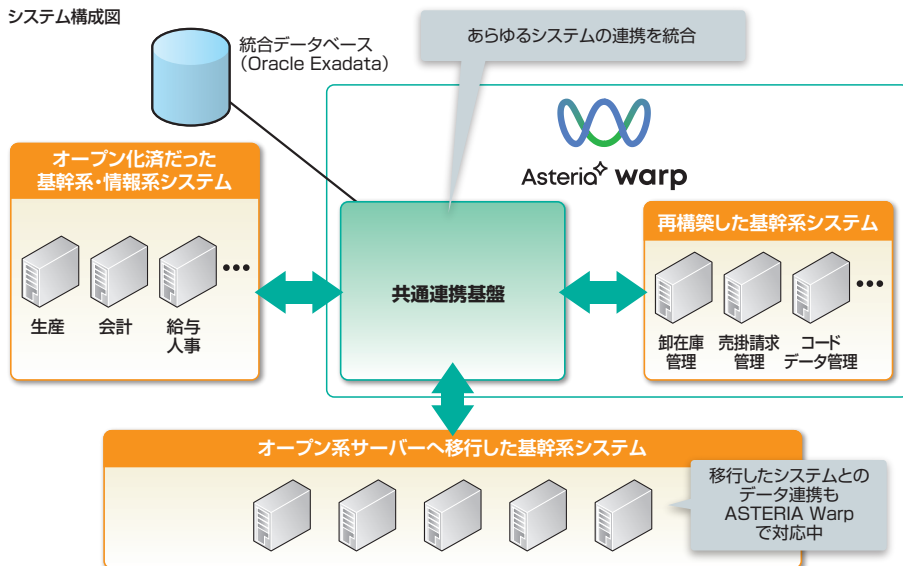 システム構成図
統合データベース
（Oracle Exadata）
あらゆるシステムの連携を統合
Asteria warp
オープン化済だった
基幹系・情報系システム
生産
会計
給与
人事
•••
共通連携基盤
再構築した基幹系システム
卸在庫
管理
売掛請求
管理
コード
データ管理
•••
オープン系サーバーへ移行した基幹系システム
移行したシステムとの
データ連携も
ASTERIA Warp
で対応中